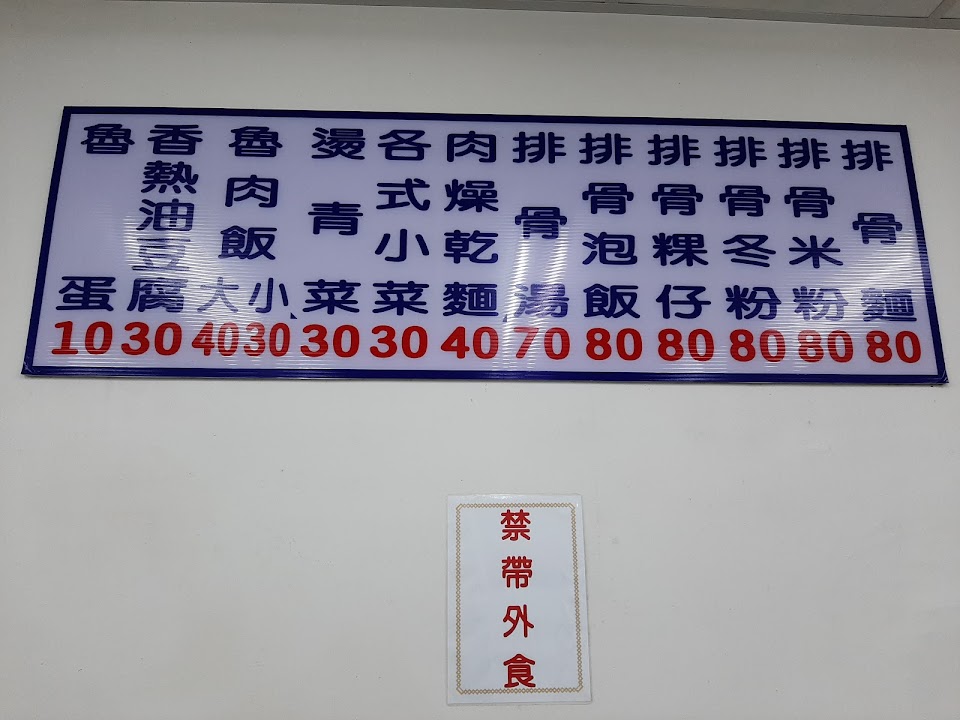 排骨麵 80
排骨米粉 80
排骨冬粉 80
排骨粿仔 80
排骨泡飯 80
排骨湯 70
肉燥乾麵 40
各式小菜 30
燙青菜 30
魯肉飯 小 30 大 40
香熱油豆腐 30
魯蛋 10
禁帶外食